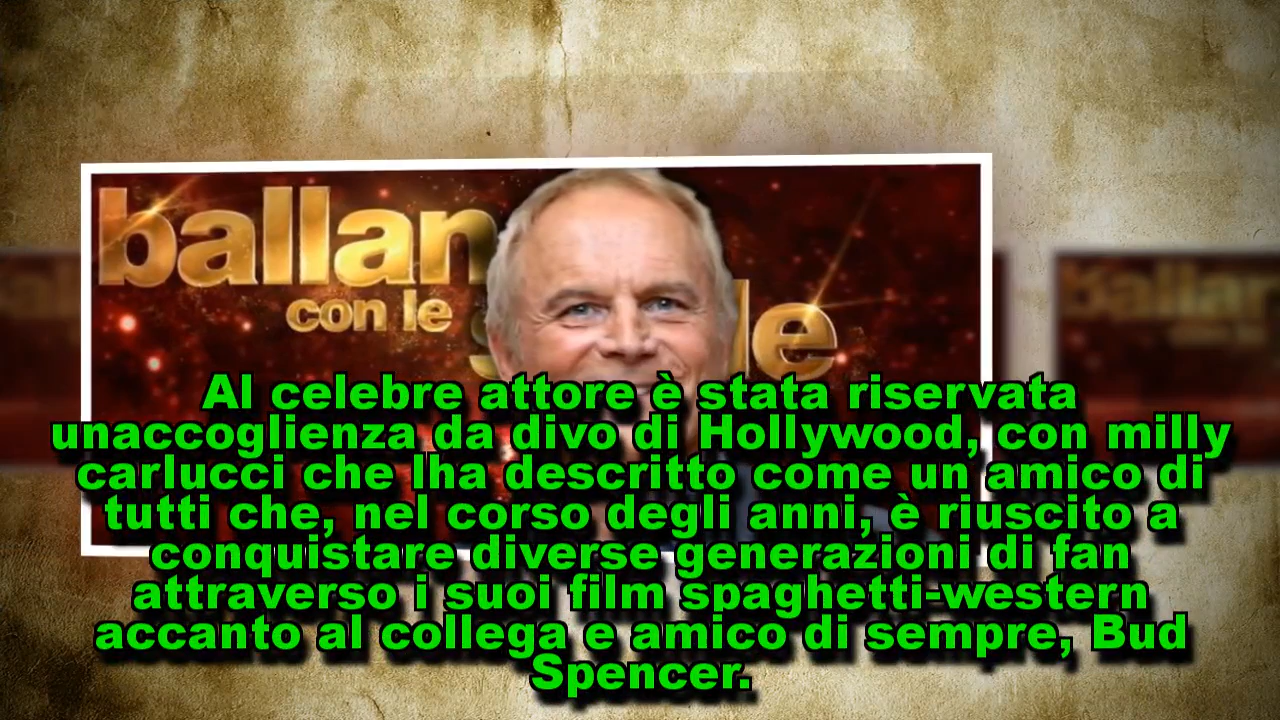 ballan
con le
s
le
Al celebre attore è stata riservata
unaccoglienza da divo di Hollywood, con milly
carlucci che lha descritto come un amico di
tutti che, nel corso degli anni, è riuscito a
conquistare diverse generazioni di fan
attraverso i suoi film spaghetti-western
accanto al collega e amico di sempre, Bud
Spencer.
Ballar